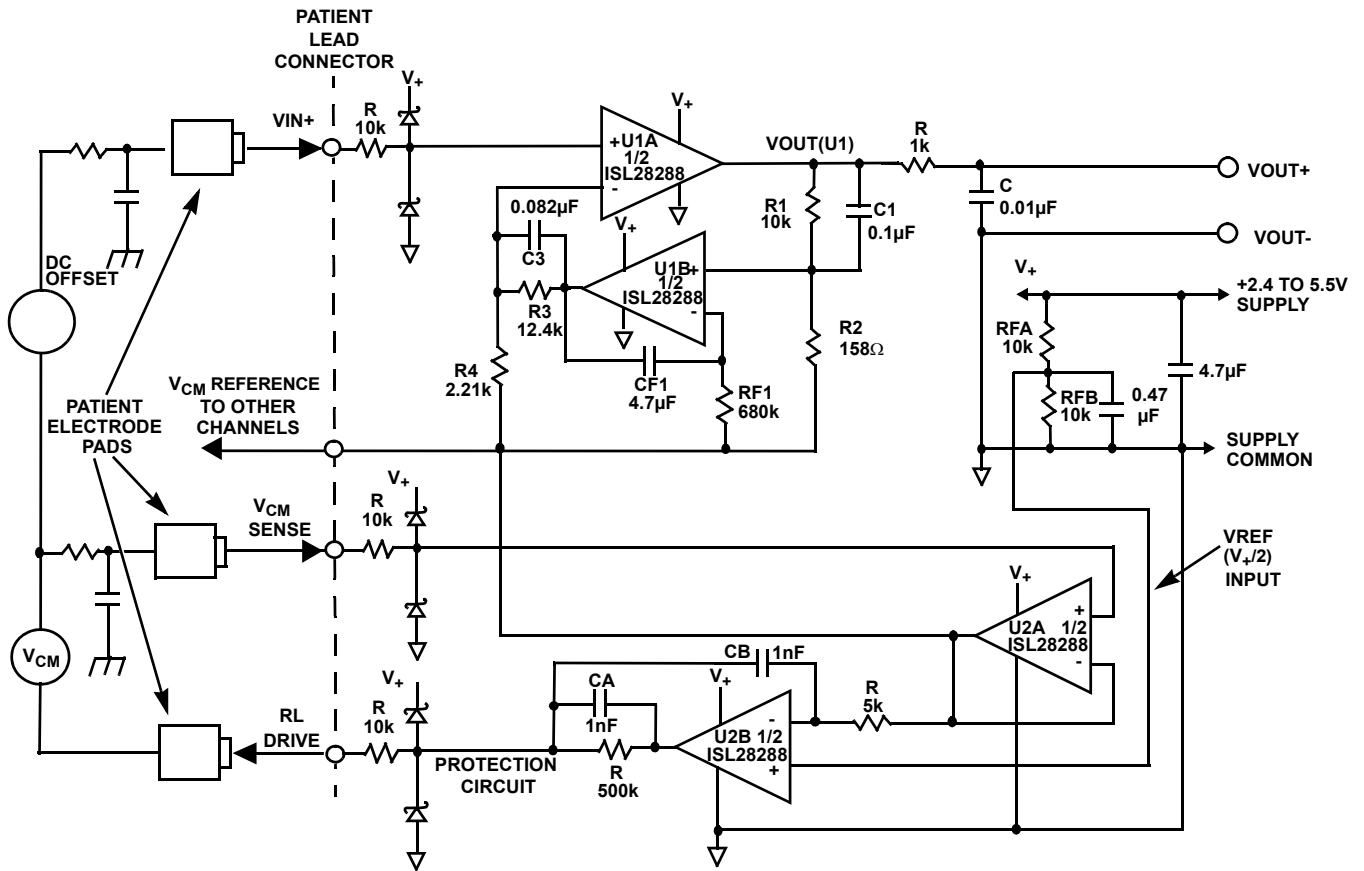 PATIENT
LEAD
CONNECTOR
VIN+
R
10k
V+
+U1A
1/2
ISL28288
-
V+
VOUT(U1)
R
1k
VOUT+
C
0.01µF
VOUT-
R1
10k
C1
0.1µF
0.082µF
C3
V+
U1B+
1/2
ISL28288
-
R3
12.4k
DC
OFFSET
R4
2.21k
CF1
4.7µF
RF1
680k
R2
158Ω
V+
+2.4 TO 5.5V
SUPPLY
RFA
10k
RFB
10k
0.47
µF
4.7µF
SUPPLY
COMMON
VCM REFERENCE
TO OTHER
CHANNELS
PATIENT
ELECTRODE
PADS
VCM
SENSE
R
10k
V+
VREF
(V+/2)
INPUT
V+
+
U2A 1/2
ISL28288
-
VCM
RL
DRIVE
R
10k
V+
PROTECTION
CIRCUIT
CB
1nF
CA
1nF
R
500k
V+
-
U2B 1/2
ISL28288
+
R
5k